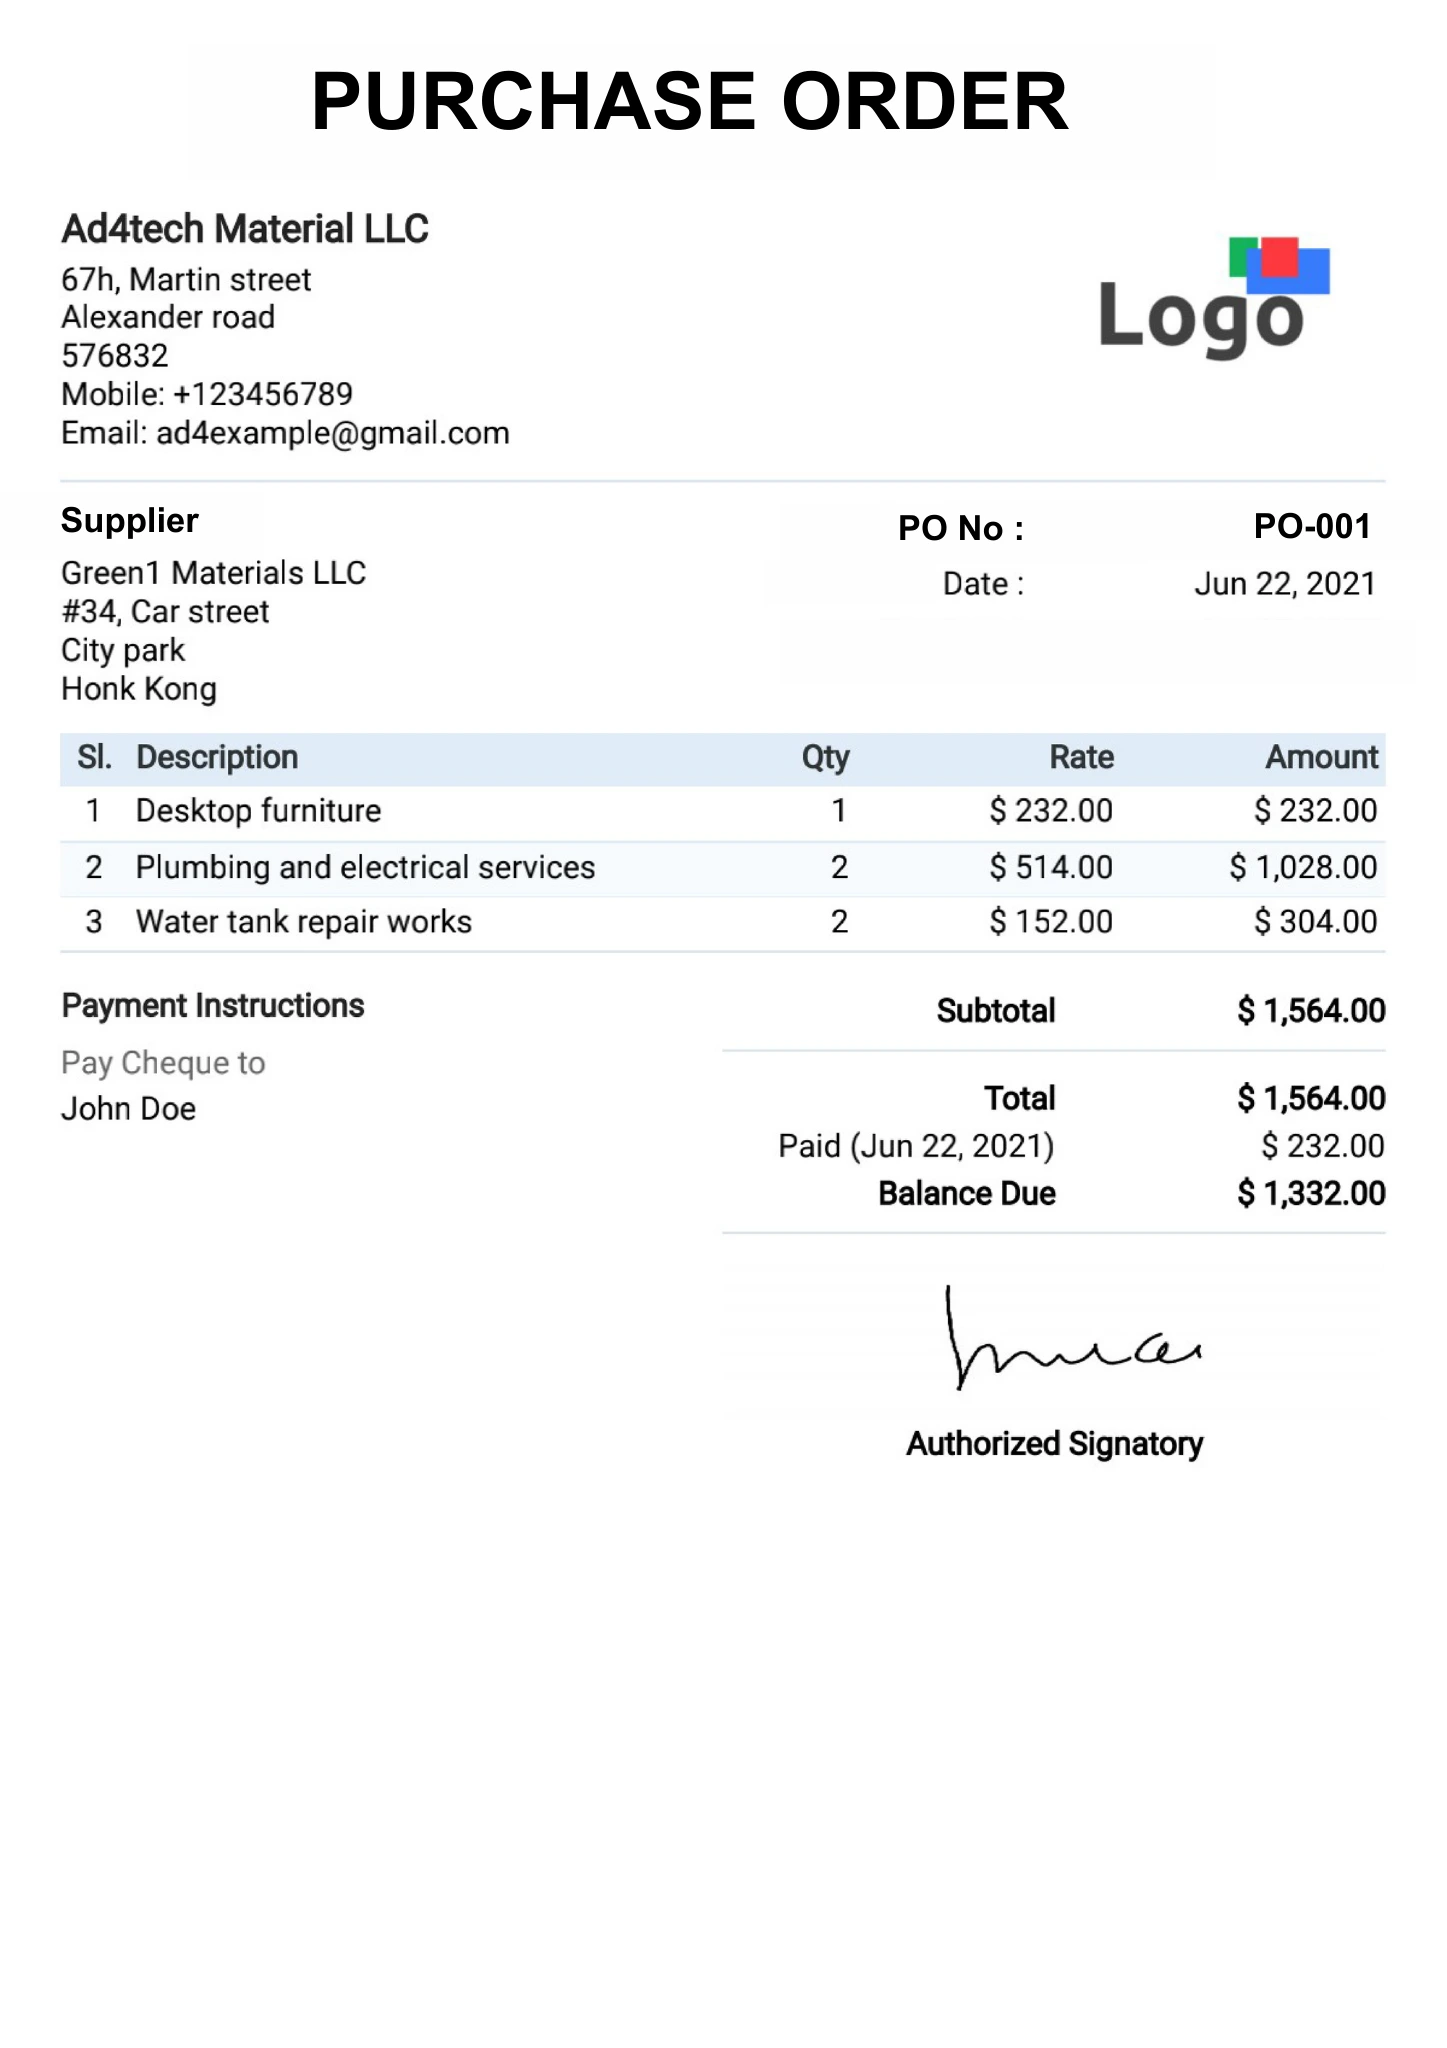 PURCHASE ORDER
Ad4tech Material LLC
67h, Martin street
Alexander road
576832
Mobile: +123456789
Email: ad4example@gmail.com
Logo
Supplier
Green1 Materials LLC
#34, Car street
City park
Honk Kong
PO No : PO-001
Date : Jun 22, 2021
Sl. Description Qty Rate Amount
1 Desktop furniture 1 $ 232.00 $ 232.00
2 Plumbing and electrical services 2 $ 514.00 $ 1,028.00
3 Water tank repair works 2 $ 152.00 $ 304.00
Payment Instructions
Pay Cheque to
John Doe
Subtotal $ 1,564.00
Total $ 1,564.00
Paid (Jun 22, 2021) $ 232.00
Balance Due $ 1,332.00
Authorized Signatory